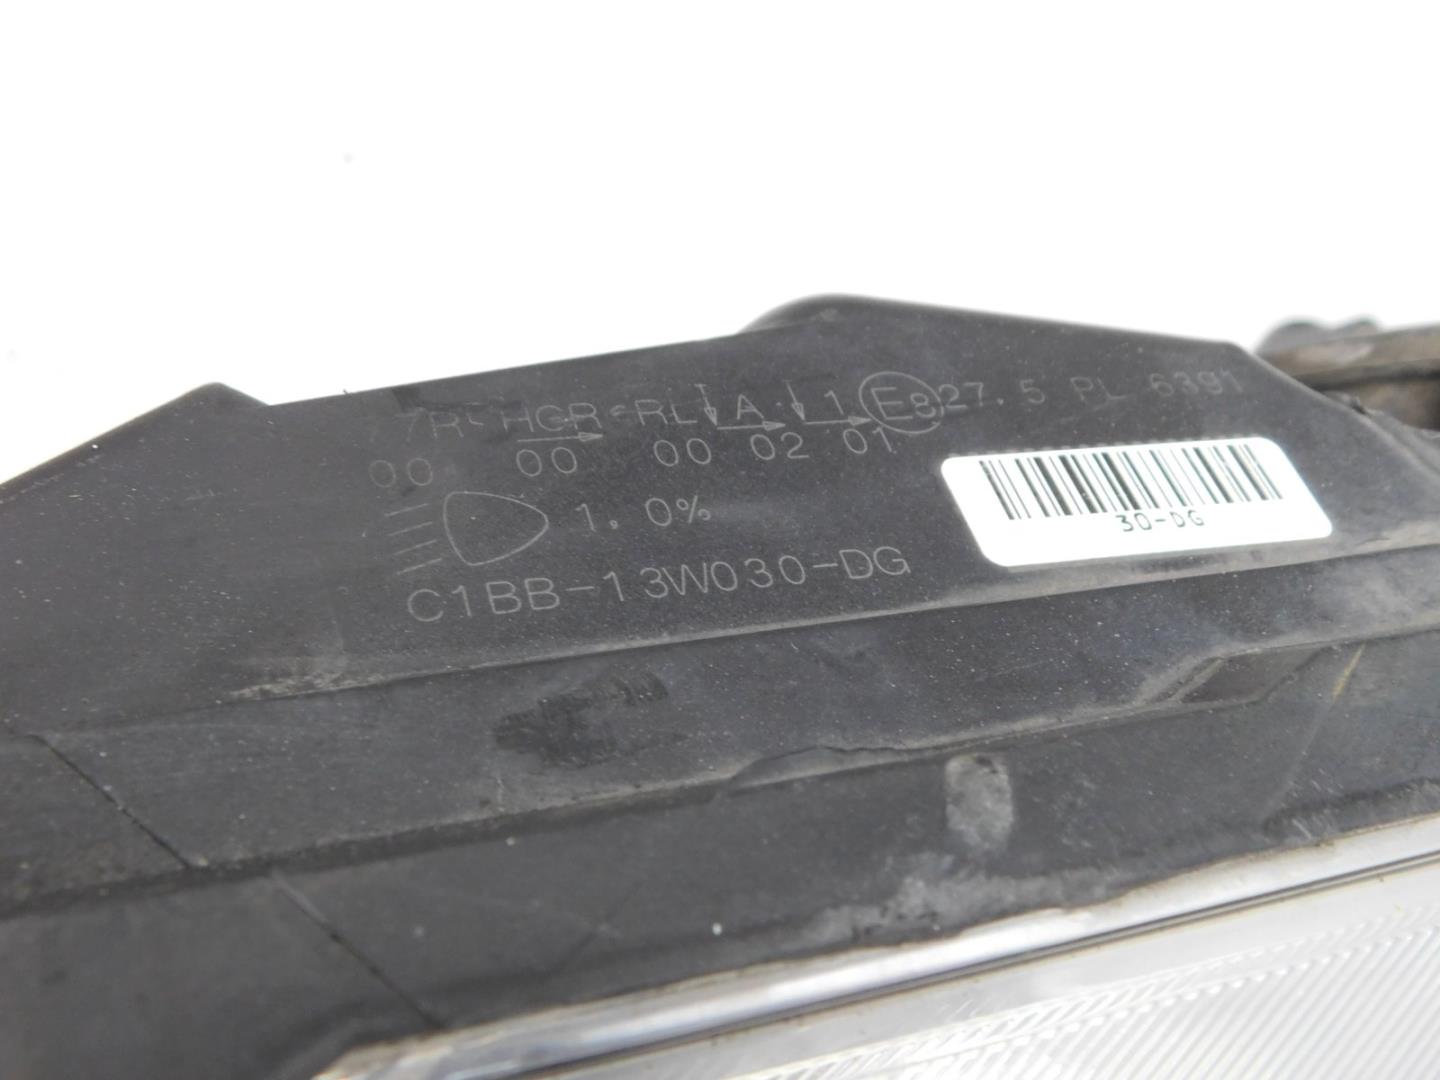 77R HCR RL A 1 E8 27.5 PL 6391
00 00 00 02 01
1.0%
C1BB-13W030-DG
30-DG